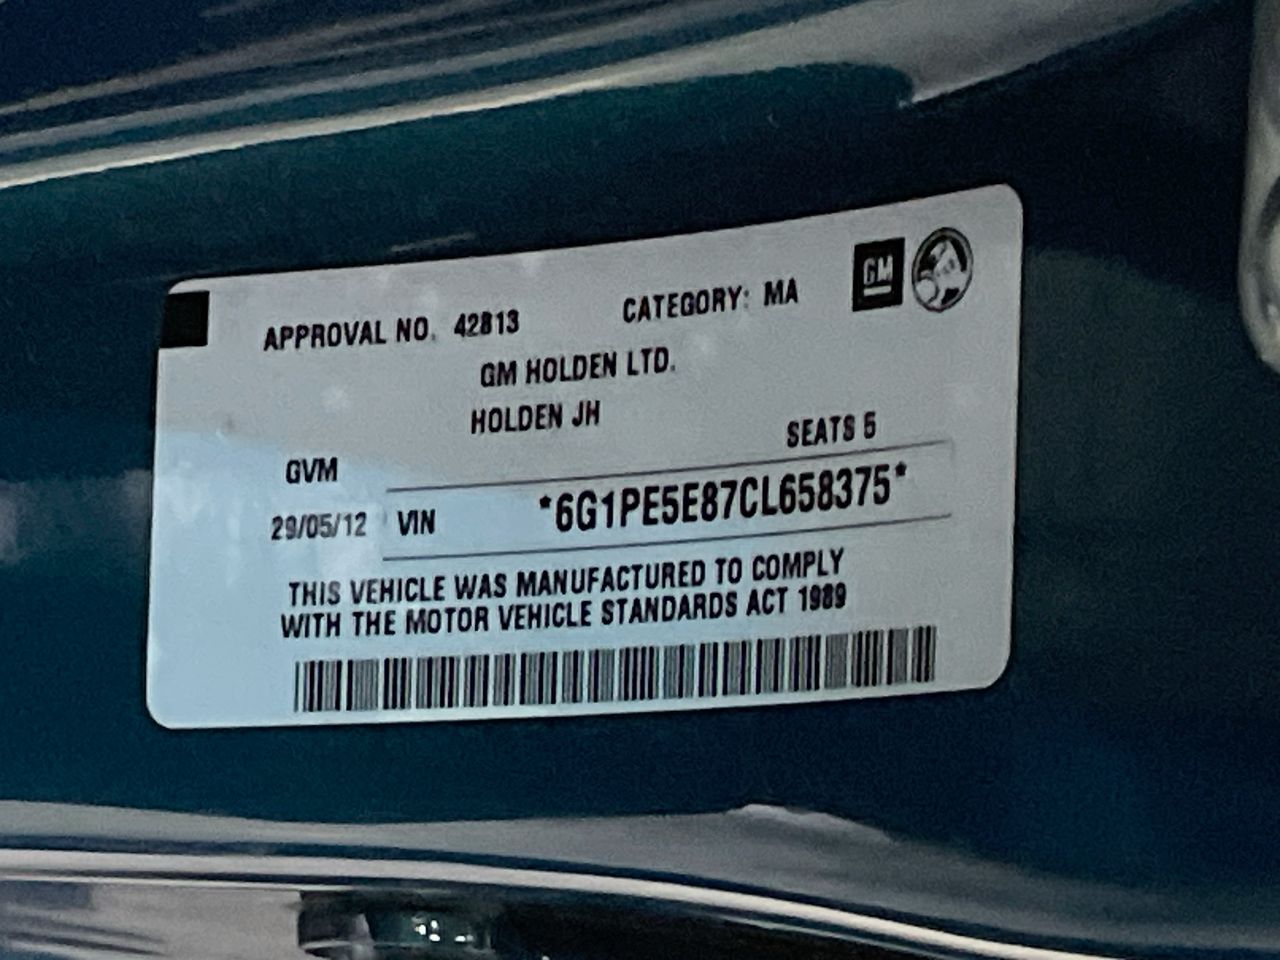 APPROVAL NO. 42813 CATEGORY: MA GM
GM HOLDEN LTD.
HOLDEN JH
SEATS 5
GVM
29/05/12 VIN *6G1PE5E87CL658375*
THIS VEHICLE WAS MANUFACTURED TO COMPLY
WITH THE MOTOR VEHICLE STANDARDS ACT 1989